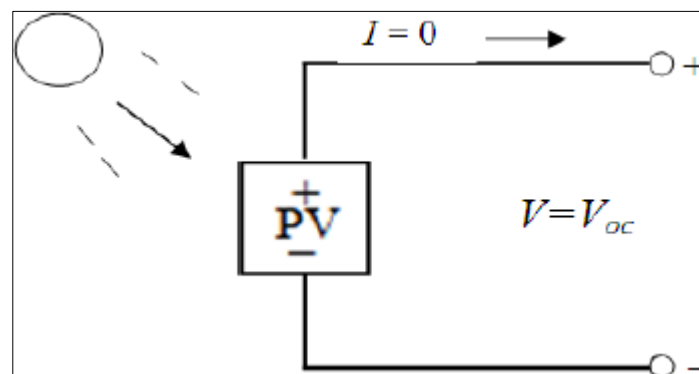 I = 0
+
+
PV
−
V=Voc
−